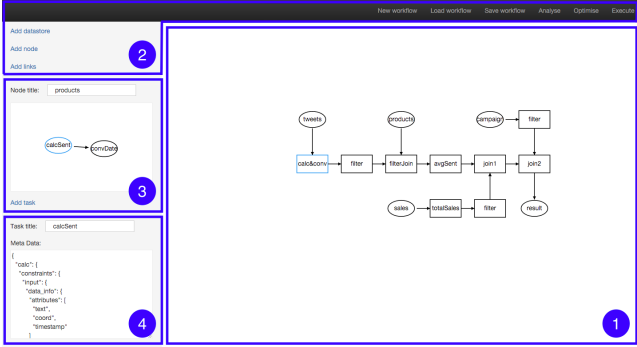 New workflow Load workflow Save workflow Analyse Optimise Execute
Add datastore
Add node
Add links
2
Node title: products
calcSent convDate
3
Add task
Task title: calcSent
Meta Data:
{
"calc": {
"constraints": {
"input": {
"data_info": {
"attributes": [
"text",
"coord",
"timestamp"
]
4
tweets products campaign filter
calc&conv filter filterJoin avgSent join1 join2
sales totalSales filter result
1